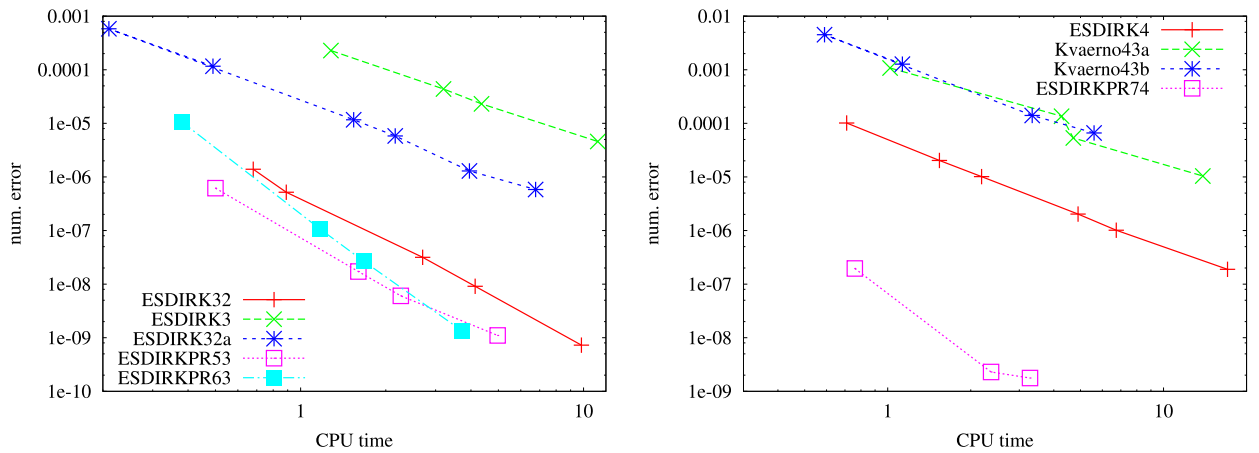 0.001
0.0001
1e-05
1e-06
1e-07
1e-08
1e-09
1e-10
num. error
1
10
CPU time
ESDIRK32
ESDIRK3
ESDIRK32a
ESDIRKPR53
ESDIRKPR63
0.01
0.001
0.0001
1e-05
1e-06
1e-07
1e-08
1e-09
num. error
1
10
CPU time
ESDIRK4
Kvaerno43a
Kvaerno43b
ESDIRKPR74